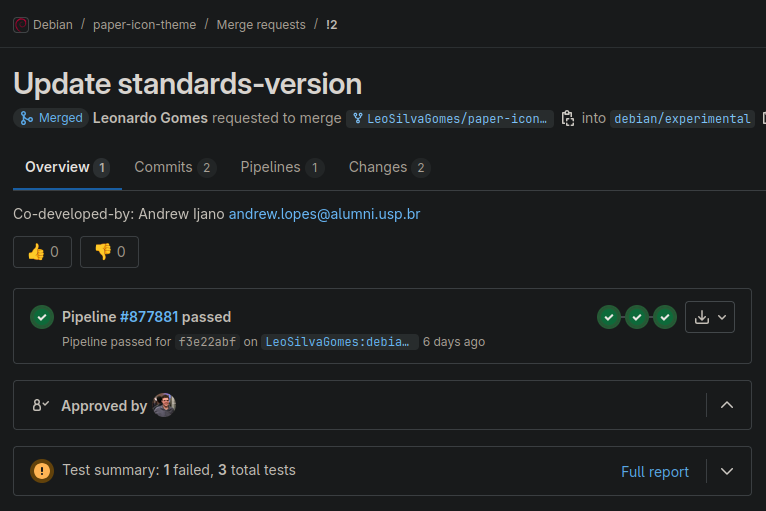 Debian / paper-icon-theme / Merge requests / !2
Update standards-version
Merged Leonardo Gomes requested to merge LeoSilvaGomes/paper-icon… into debian/experimental
Overview 1 Commits 2 Pipelines 1 Changes 2
Co-developed-by: Andrew Ijano andrew.lopes@alumni.usp.br
👍 0 👎 0
Pipeline #877881 passed
Pipeline passed for f3e22abf on LeoSilvaGomes:debia… 6 days ago
Approved by
Test summary: 1 failed, 3 total tests
Full report